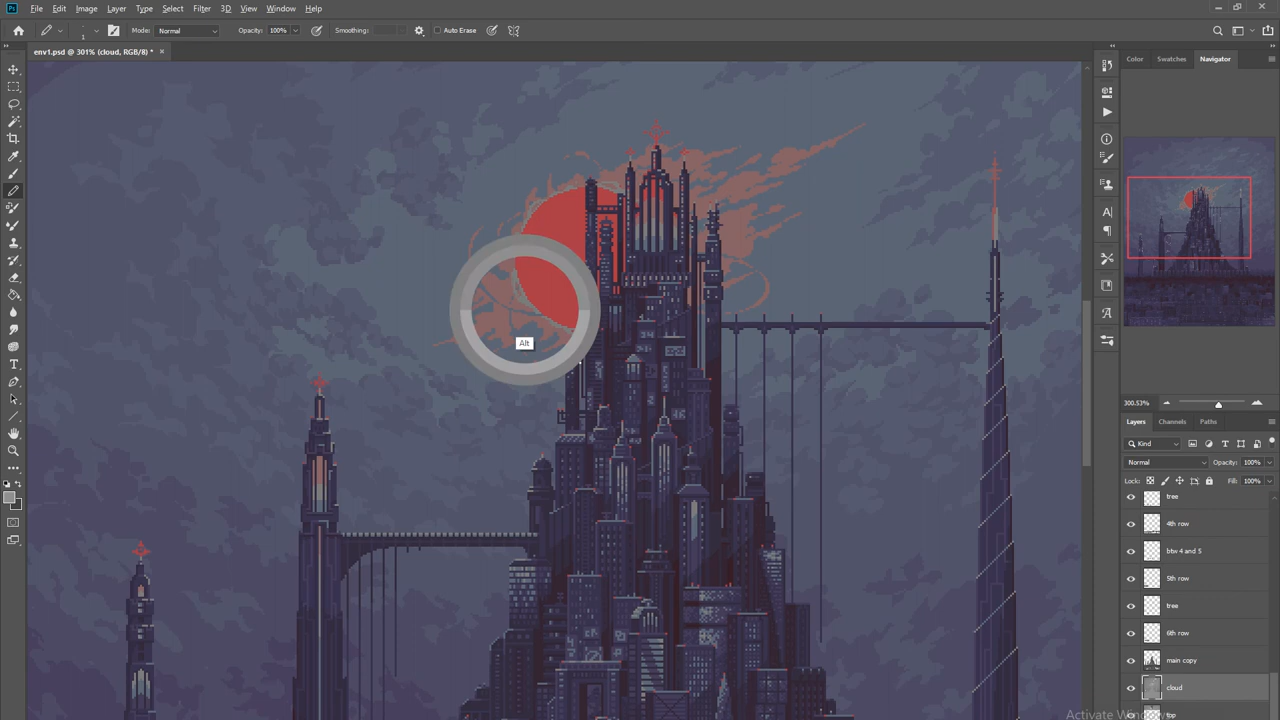 Ps File Edit Image Layer Type Select Filter 3D View Window Help
1 Mode: Normal Opacity: 100% Smoothing: Auto Erase
env1.psd @ 301% (cloud, RGB/8) *
Color Swatches Navigator
Alt
300.53%
Layers Channels Paths
Kind
Normal Opacity: 100%
Lock: Fill: 100%
tree
4th row
btw 4 and 5
5th row
tree
6th row
main copy
cloud
top
Activate Windows